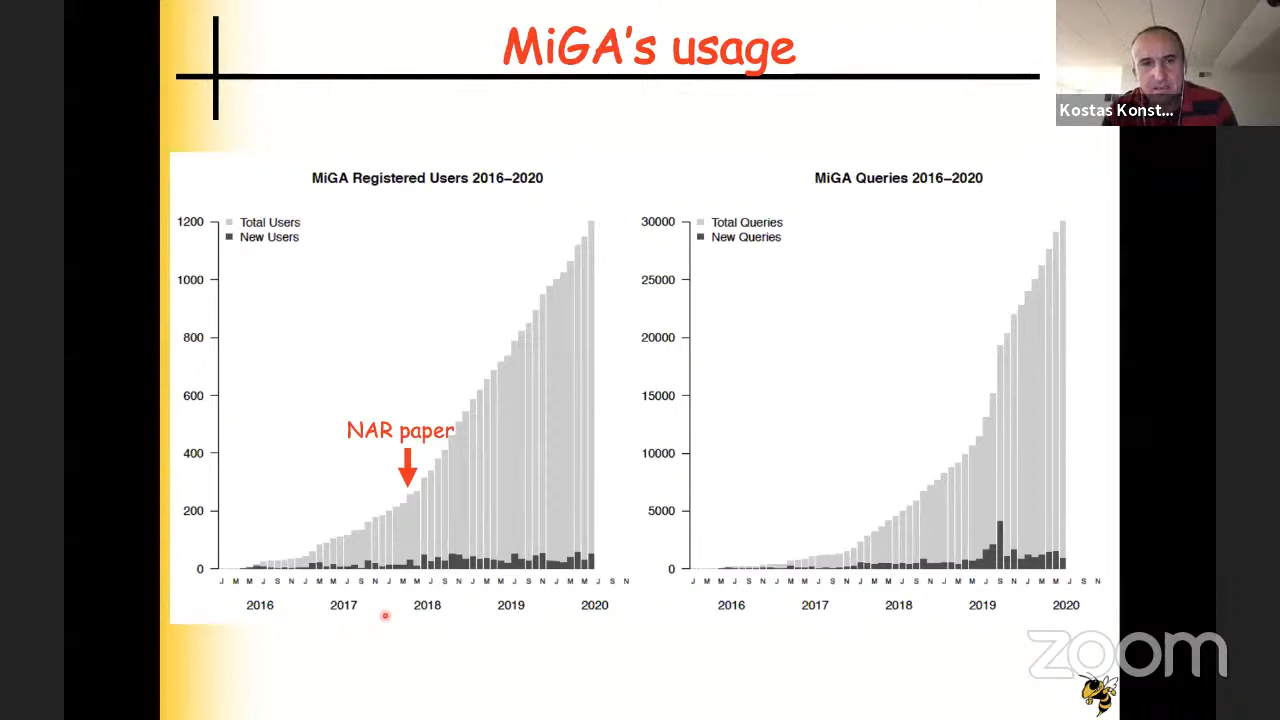 MiGA's usage
Kostas Konst...
MiGA Registered Users 2016–2020
Total Users
New Users
1200
1000
800
600
400
200
0
NAR paper
J M M J S N J M M J S N J M M J S N J M M J S N J M M J S N
2016 2017 2018 2019 2020
MiGA Queries 2016–2020
Total Queries
New Queries
30000
25000
20000
15000
10000
5000
0
J M M J S N J M M J S N J M M J S N J M M J S N J M M J S N
2016 2017 2018 2019 2020
zoom